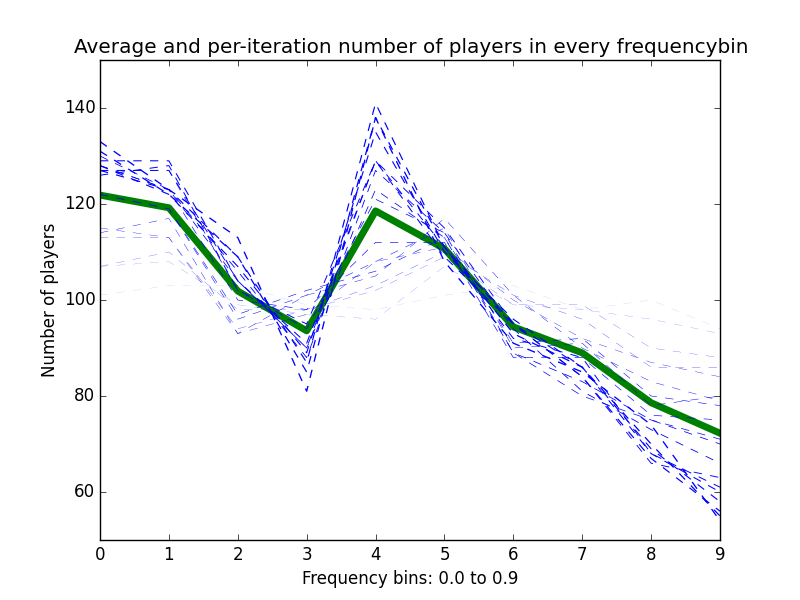 Average and per-iteration number of players in every frequencybin
140
120
100
80
60
Number of players
0 1 2 3 4 5 6 7 8 9
Frequency bins: 0.0 to 0.9